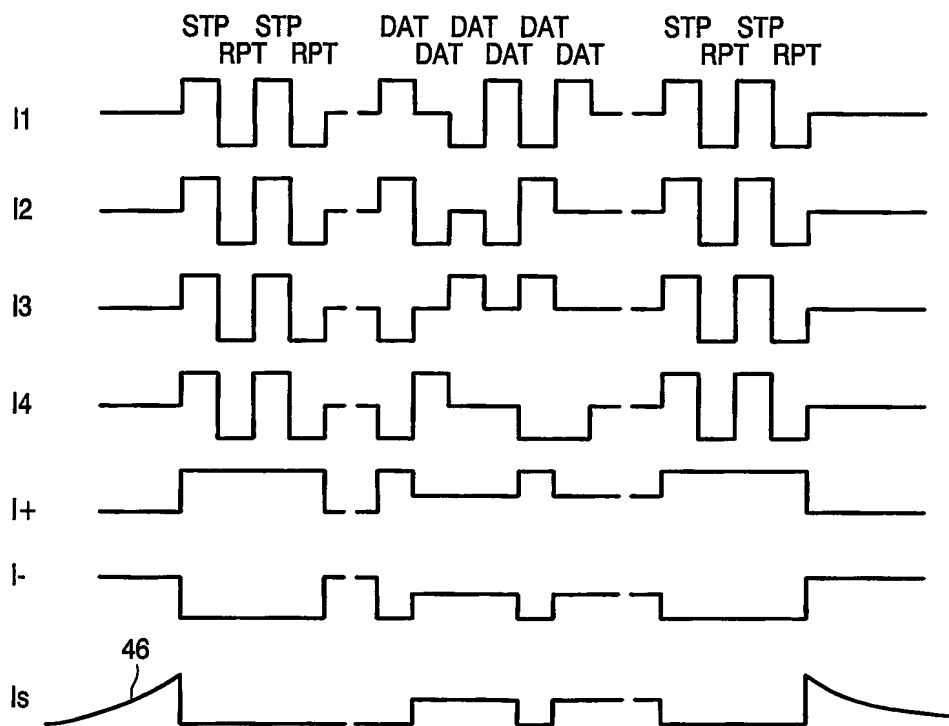 STP STP DAT DAT DAT STP STP
RPT RPT DAT DAT DAT RPT RPT
I1
I2
I3
I4
I+
I-
46
Is